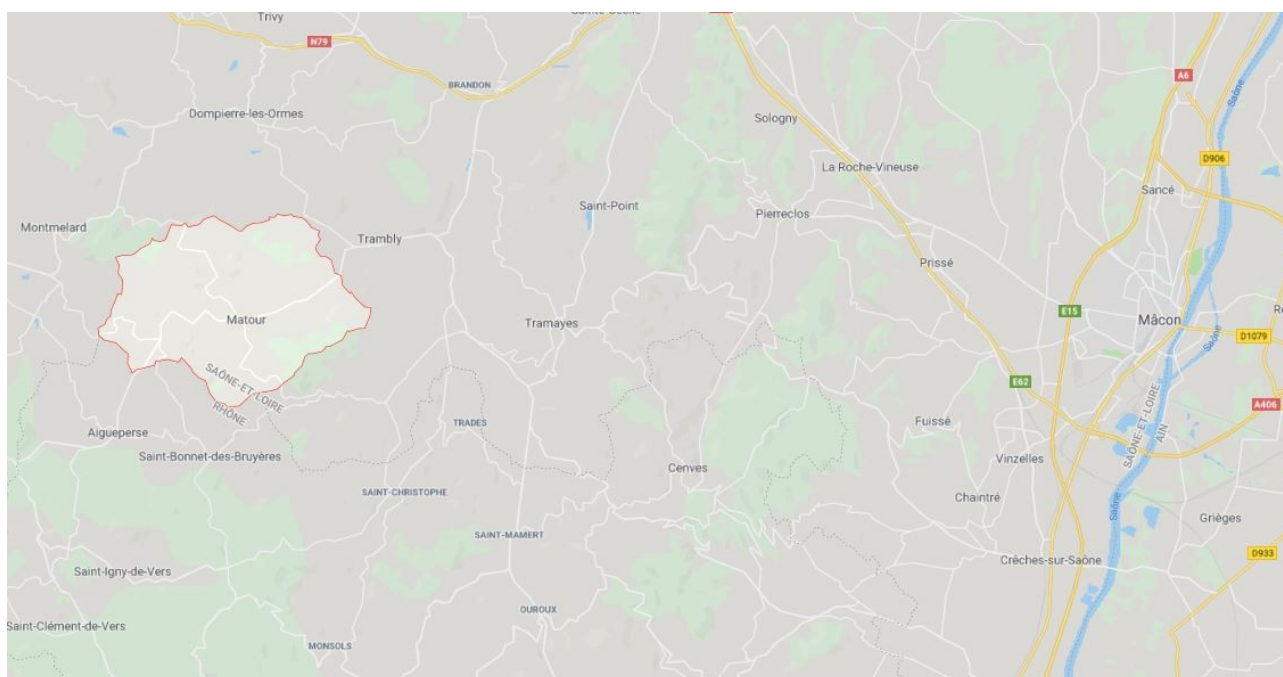 Trivy
N79
BRANDON
A6
Saône
Dompierre-les-Ormes
Sologny
D906
La Roche-Vineuse
Sancé
Saint-Point
Pierreclos
Montmelard
Trambly
Prissé
Matour
Tramayes
E15
Mâcon
Saône
D1079
SAÔNE-ET-LOIRE
RHÔNE
E62
A406
TRADES
Fuissé
SAÔNE-ET-LOIRE
AIN
Aigueperse
Saint-Bonnet-des-Bruyères
Cenves
Vinzelles
SAINT-CHRISTOPHE
Chaintré
Saône
Grièges
SAINT-MAMERT
D933
Crêches-sur-Saône
Saint-Igny-de-Vers
OUROUX
Saint-Clément-de-Vers
MONSOLS